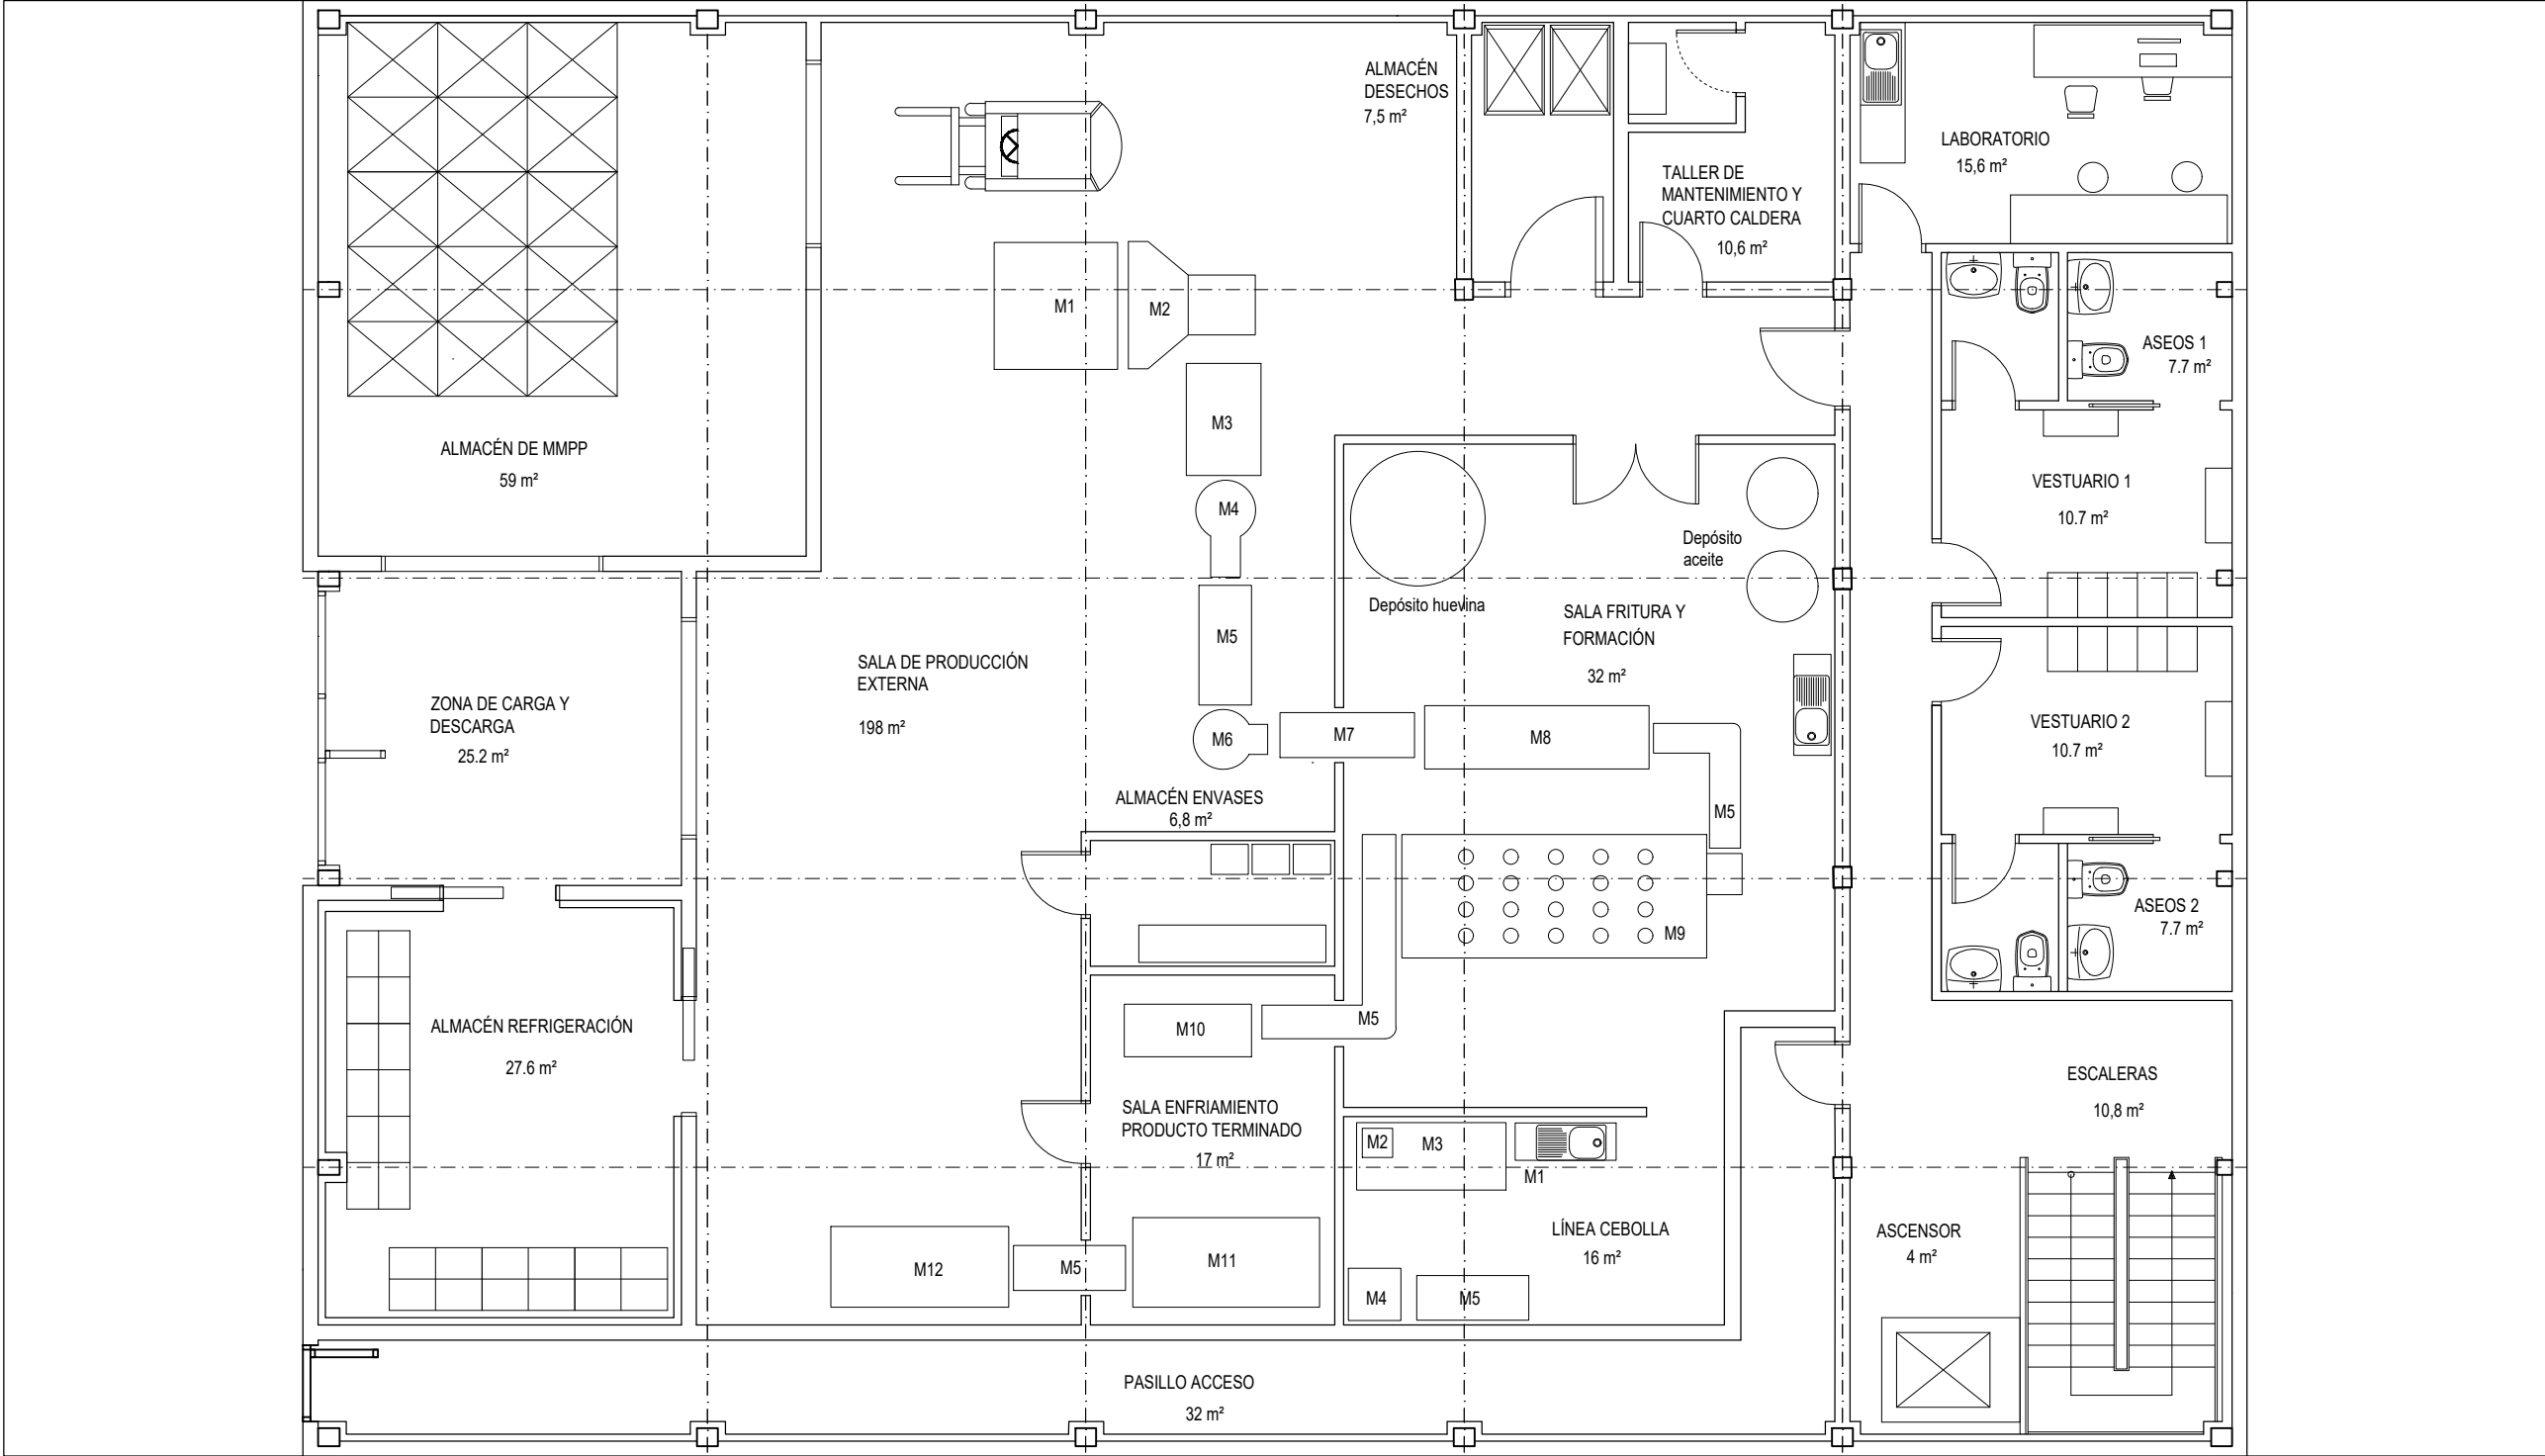 ALMACÉN
DESECHOS
7,5 m²
TALLER DE
MANTENIMIENTO Y
CUARTO CALDERA
10,6 m²
LABORATORIO
15,6 m²
M1
M2
M3
M4
M5
M6
M7
M8
M5
M9
ASEOS 1
7.7 m²
ALMACÉN DE MMPP
59 m²
VESTUARIO 1
10.7 m²
Depósito
aceite
Depósito huevina
SALA FRITURA Y
FORMACIÓN
32 m²
SALA DE PRODUCCIÓN
EXTERNA
198 m²
ZONA DE CARGA Y
DESCARGA
25.2 m²
VESTUARIO 2
10.7 m²
ALMACÉN ENVASES
6,8 m²
ASEOS 2
7.7 m²
ALMACÉN REFRIGERACIÓN
27.6 m²
M10
M5
SALA ENFRIAMIENTO
PRODUCTO TERMINADO
17 m²
ESCALERAS
10,8 m²
M2
M3
M1
LÍNEA CEBOLLA
16 m²
ASCENSOR
4 m²
M12
M5
M11
M4
M5
PASILLO ACCESO
32 m²